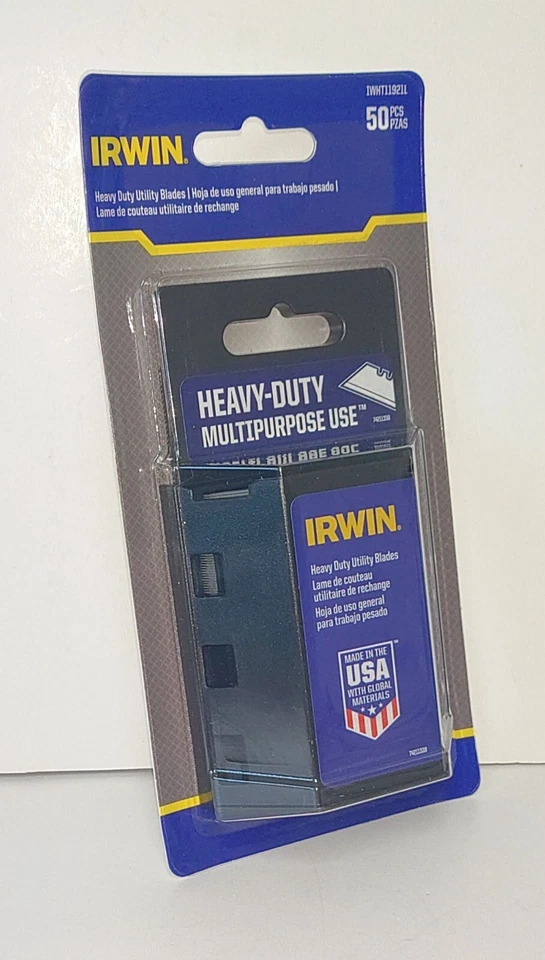 IWHT11921L
50 PCS
PZAS
IRWIN®
Heavy Duty Utility Blades | Hoja de uso general para trabajo pesado |
Lame de couteau utilitaire de rechange
HEAVY-DUTY
MULTIPURPOSE USE™
IRWIN®
Heavy Duty Utility Blades
Lame de couteau
utilitaire de rechange
Hoja de uso general
para trabajo pesado
MADE IN THE
USA™
WITH GLOBAL
MATERIALS